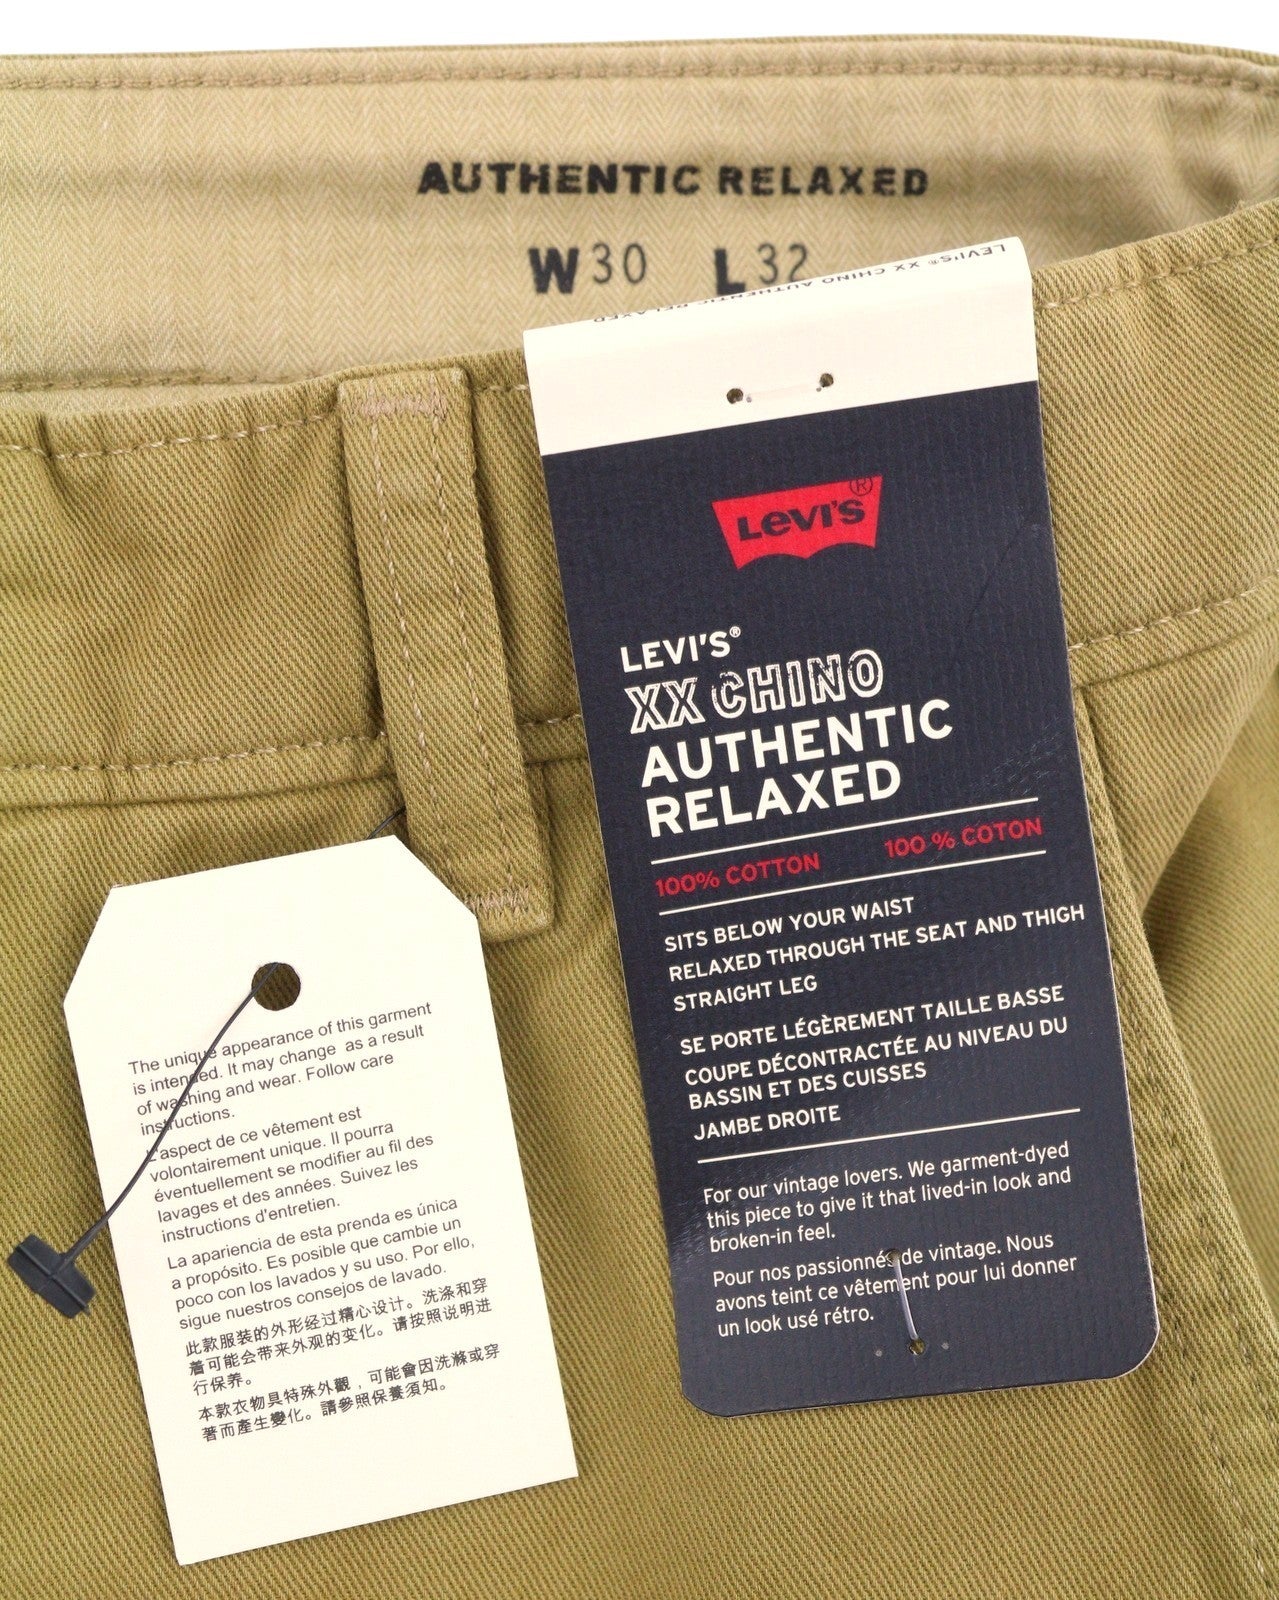 AUTHENTIC RELAXED
W30 L32
LEVI'S® XX CHINO AUTHENTIC RELAXED
Levi's®
LEVI'S®
XX CHINO
AUTHENTIC
RELAXED
100% COTTON 100 % COTON
SITS BELOW YOUR WAIST
RELAXED THROUGH THE SEAT AND THIGH
STRAIGHT LEG
SE PORTE LÉGÈREMENT TAILLE BASSE
COUPE DÉCONTRACTÉE AU NIVEAU DU
BASSIN ET DES CUISSES
JAMBE DROITE
For our vintage lovers. We garment-dyed
this piece to give it that lived-in look and
broken-in feel.
Pour nos passionnés de vintage. Nous
avons teint ce vêtement pour lui donner
un look usé rétro.
The unique appearance of this garment
is intended. It may change as a result
of washing and wear. Follow care
instructions.
L'aspect de ce vêtement est
volontairement unique. Il pourra
éventuellement se modifier au fil des
lavages et des années. Suivez les
instructions d'entretien.
La apariencia de esta prenda es única
a propósito. Es posible que cambie un
poco con los lavados y su uso. Por ello,
sigue nuestros consejos de lavado.
此款服装的外形经过精心设计。洗涤和穿
着可能会带来外观的变化。请按照说明进
行保养。
本款衣物具特殊外觀，可能會因洗滌或穿
著而產生變化。請參照保養須知。